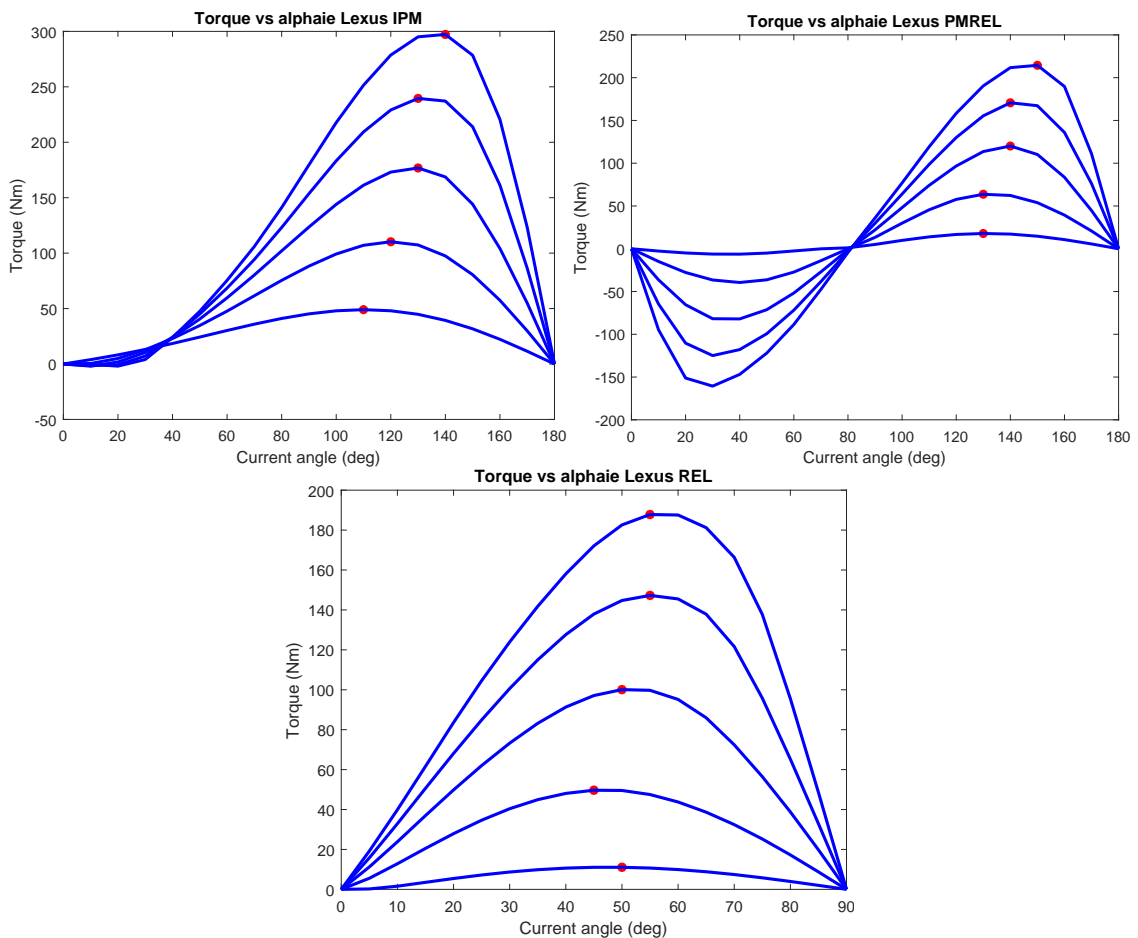 Torque vs alphaie Lexus IPM
300
250
200
150
100
50
0
-50
Torque (Nm)
0 20 40 60 80 100 120 140 160 180
Current angle (deg)
Torque vs alphaie Lexus PMREL
250
200
150
100
50
0
-50
-100
-150
-200
Torque (Nm)
0 20 40 60 80 100 120 140 160 180
Current angle (deg)
Torque vs alphaie Lexus REL
200
180
160
140
120
100
80
60
40
20
0
Torque (Nm)
0 10 20 30 40 50 60 70 80 90
Current angle (deg)